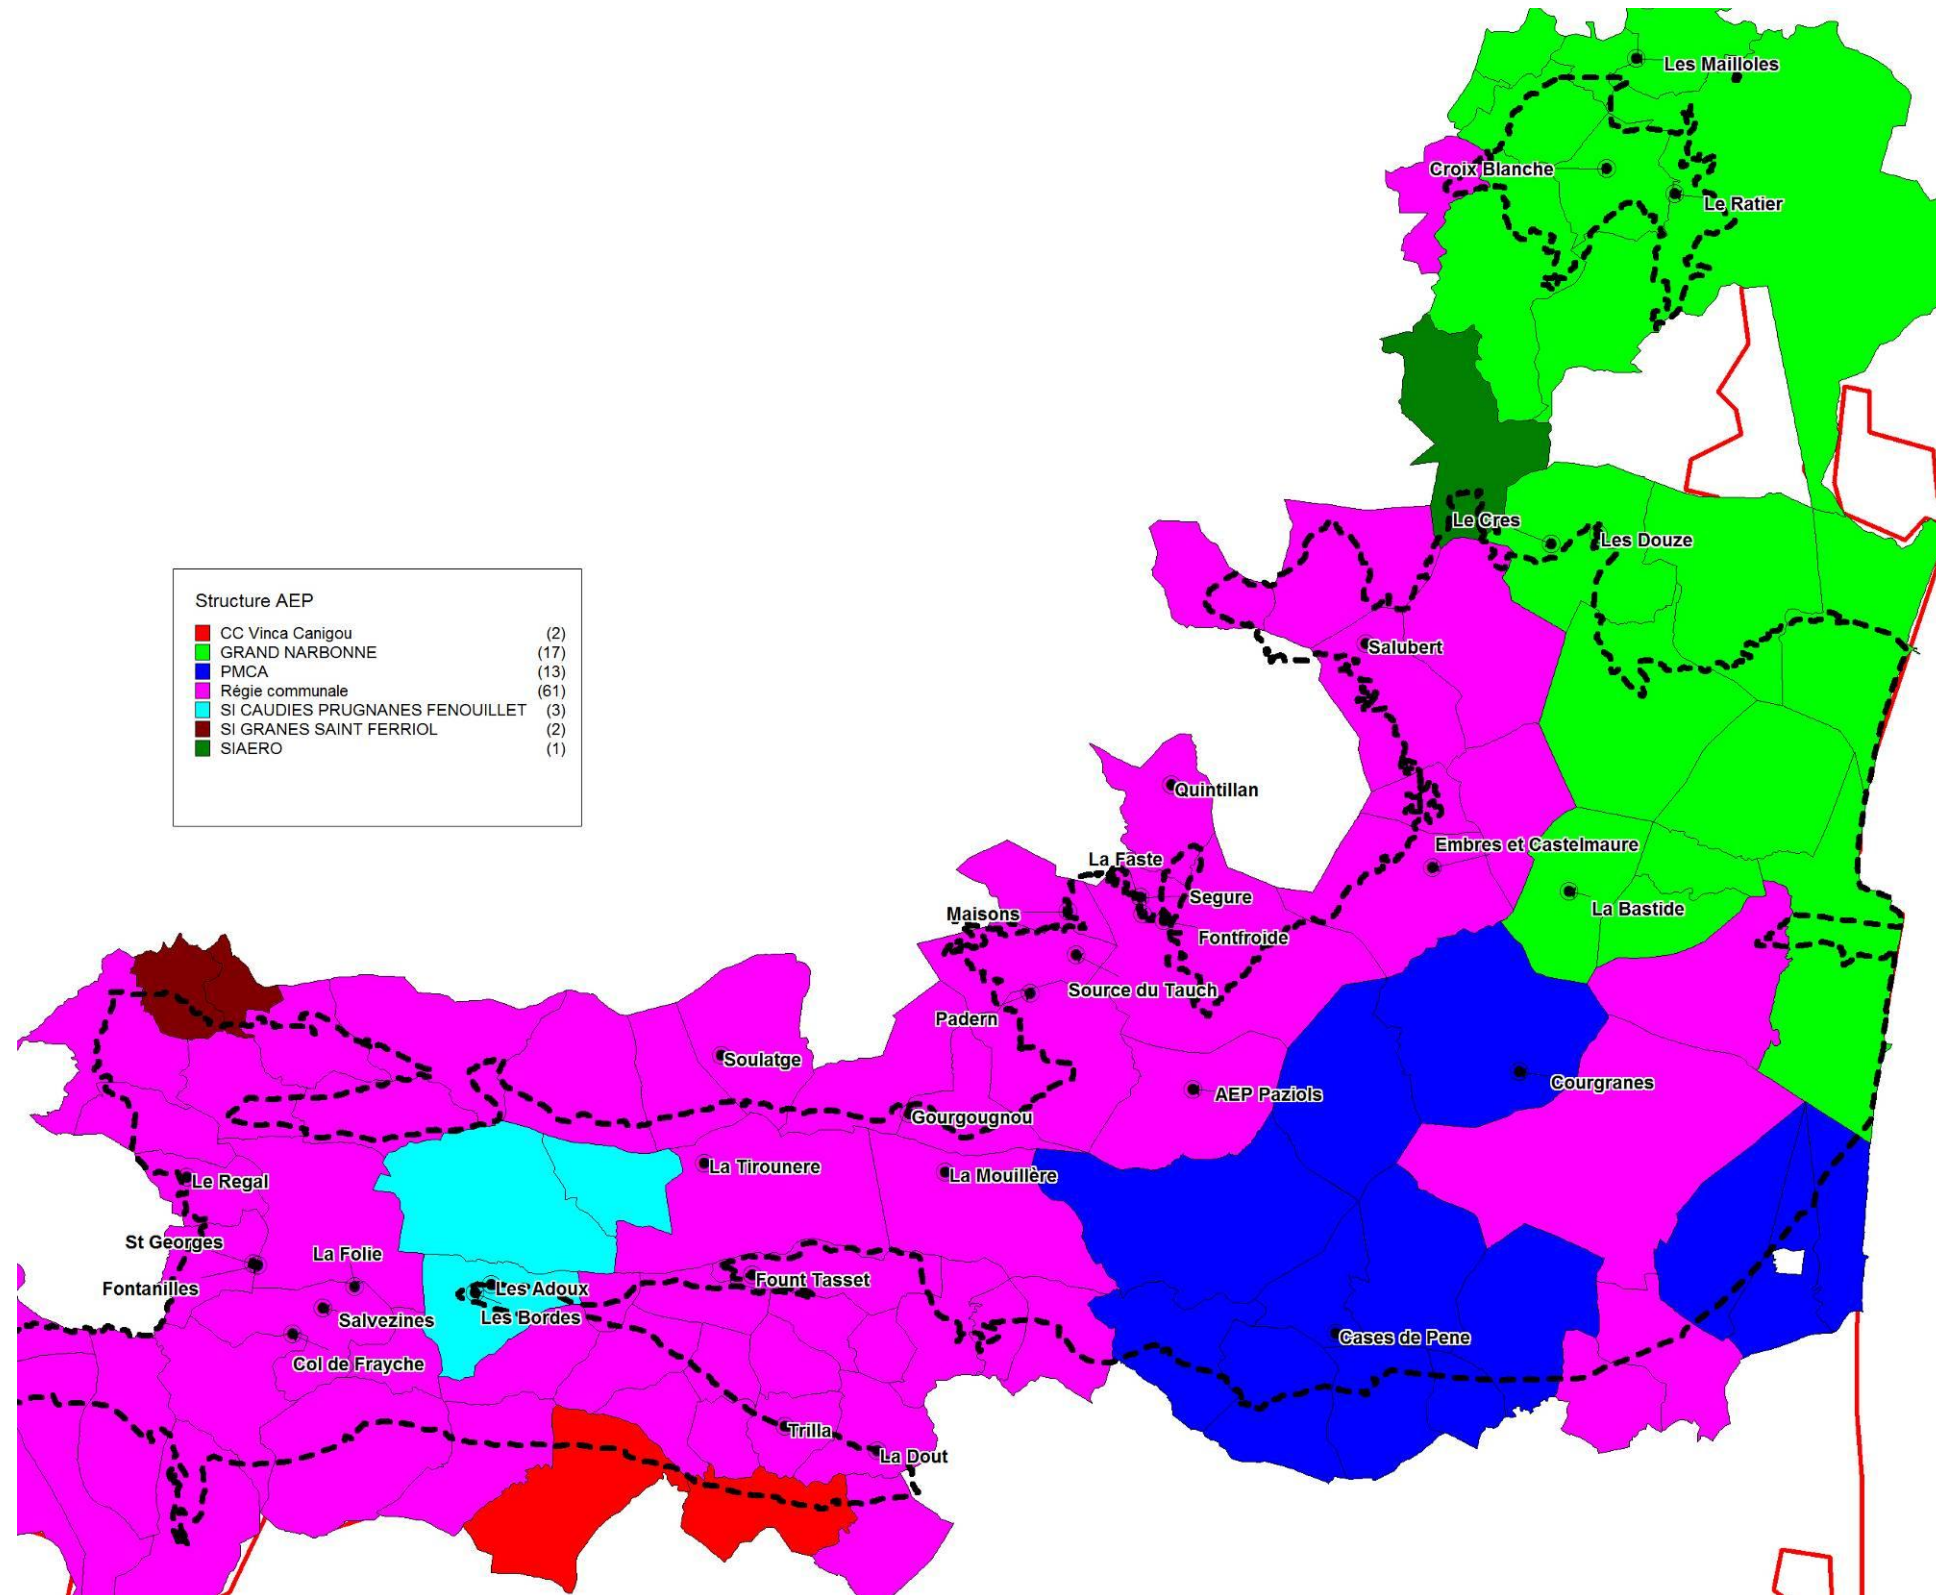 Les Mailloles
Croix Blanche
Le Ratier
Le Cres
Les Douze
Structure AEP
CC Vinca Canigou (2)
GRAND NARBONNE (17)
PMCA (13)
Régie communale (61)
SI CAUDIES PRUGNANES FENOUILLET (3)
SI GRANES SAINT FERRIOL (2)
SIAERO (1)
Salubert
Quintillan
Embres et Castelmaure
La Faste
Segure
Maisons
La Bastide
Fontfroide
Source du Tauch
Padern
Soulatge
Courgranes
AEP Paziols
Gourgougnou
La Tirounere
La Mouillère
Le Regal
St Georges
La Folie
Fontanilles
Les Adoux
Fount Tasset
Les Bordes
Salvezines
Cases de Pene
Col de Frayche
Trilla
La Dout